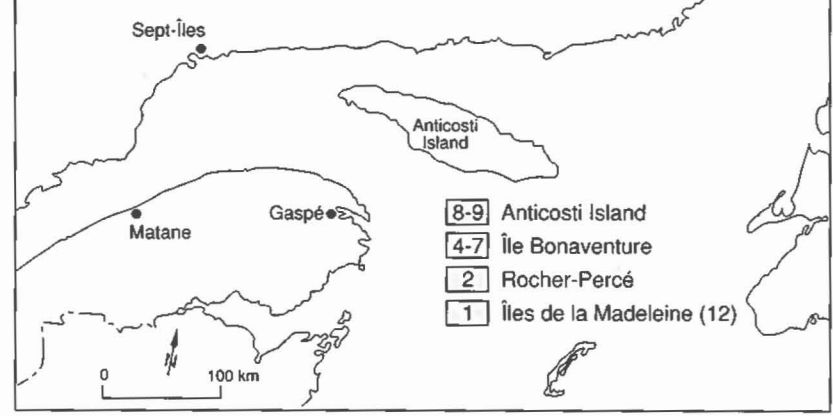 Sept-Îles
Anticosti
Island
Gaspé
Matane
8-9 Anticosti Island
4-7 Île Bonaventure
2 Rocher-Percé
1 Îles de la Madeleine (12)
N
0 100 km